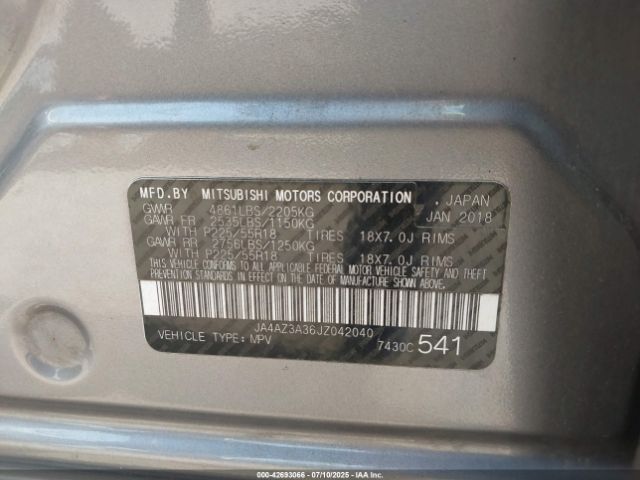 MFD.BY MITSUBISHI MOTORS CORPORATION , JAPAN
GVWR 4861LBS/2205KG JAN 2018
GAWR FR 2535LBS/1150KG
WITH P225/55R18 TIRES 18X7.0J RIMS
GAWR RR 2756LBS/1250KG
WITH P225/55R18 TIRES 18X7.0J RIMS
THIS VEHICLE CONFORMS TO ALL APPLICABLE FEDERAL MOTOR VEHICLE SAFETY AND THEFT
PREVENTION STANDARDS IN EFFECT ON THE DATE OF MANUFACTURE SHOWN ABOVE.
JA4AZ3A36JZ042040
VEHICLE TYPE:MPV 7430C 541
000-42693066 - 07/10/2025 - IAA Inc.